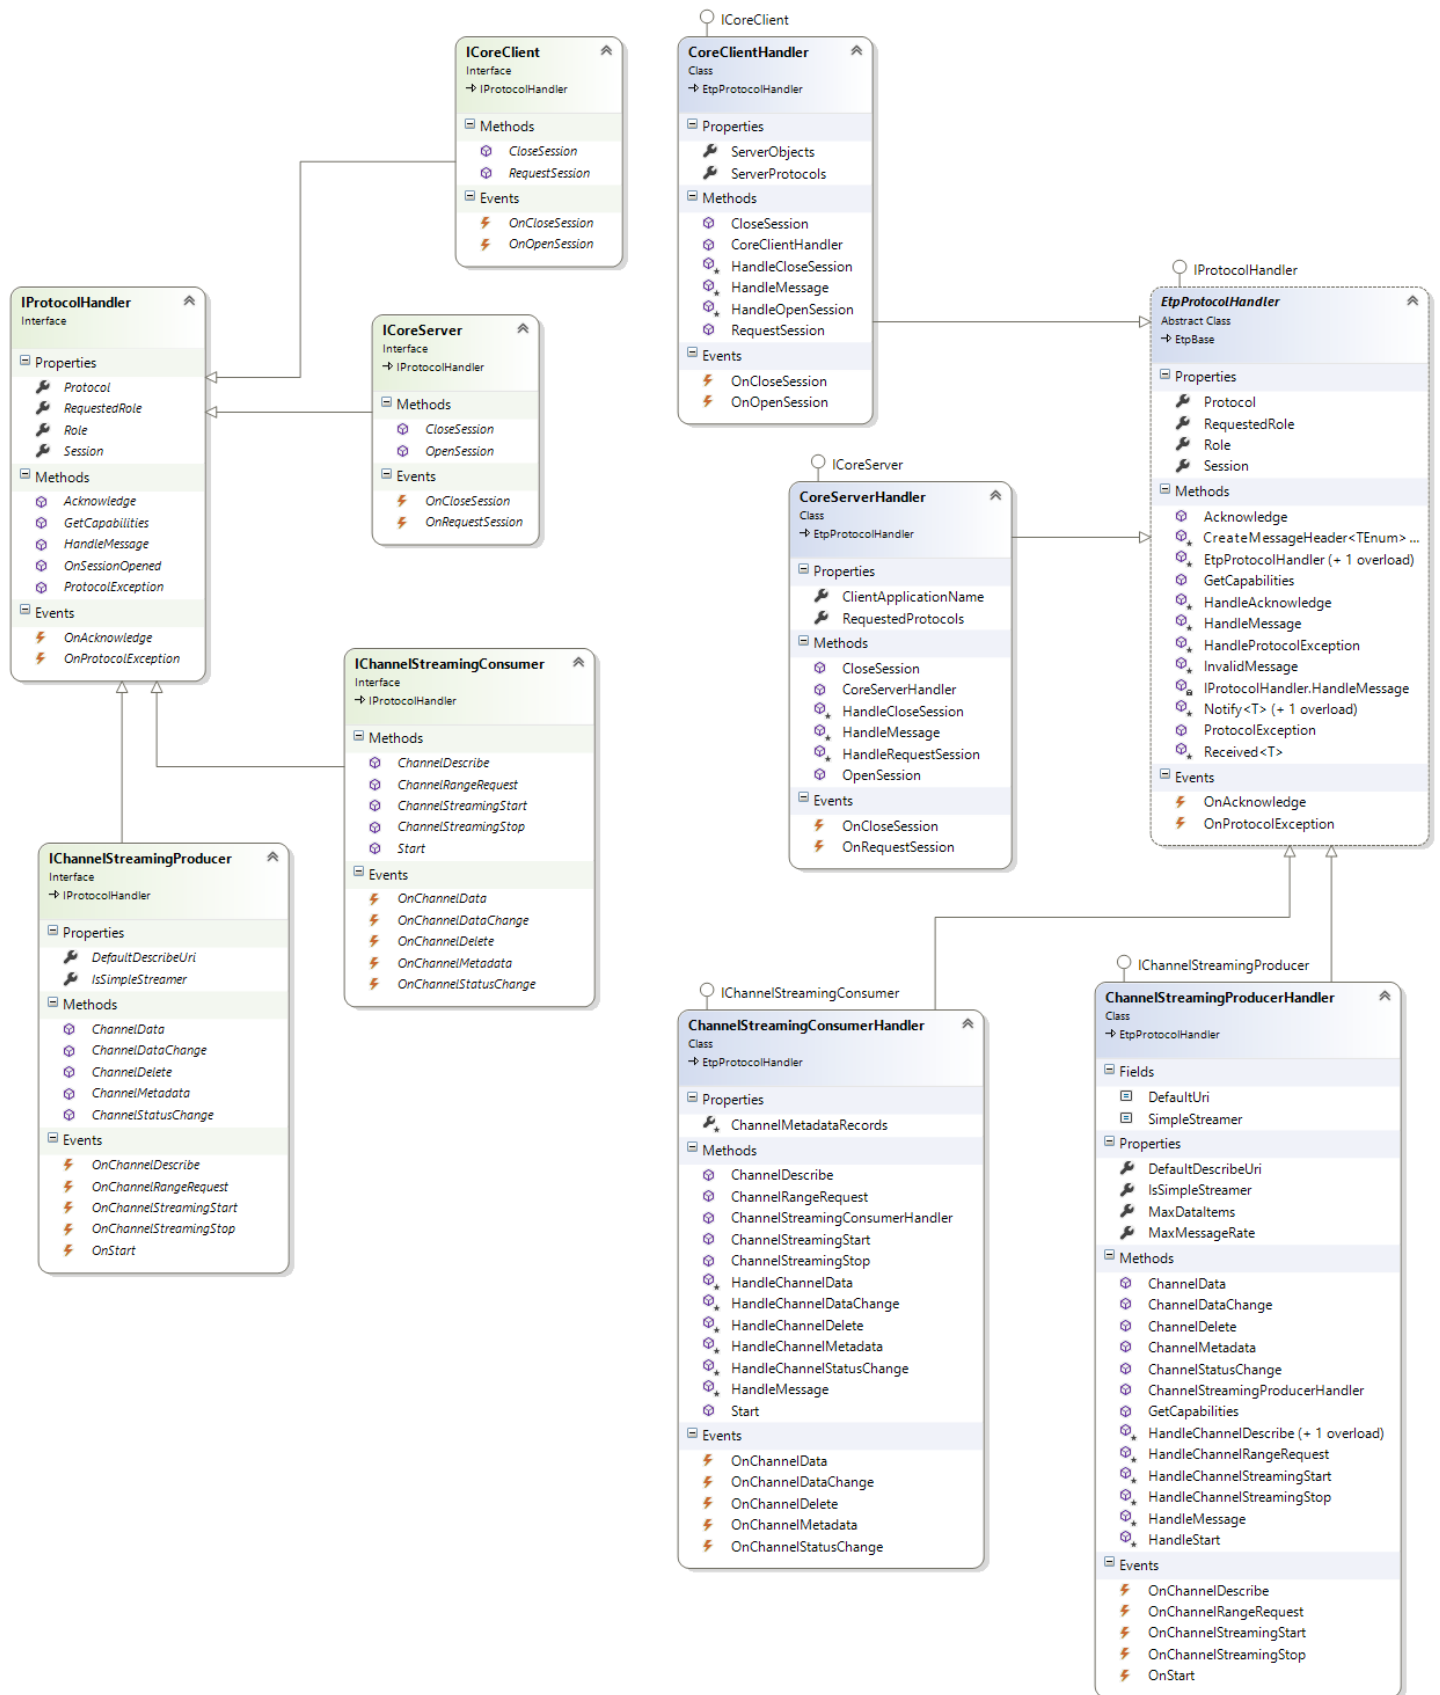 ICoreClient
Interface
IProtocolHandler
Methods
CloseSession
RequestSession
Events
OnCloseSession
OnOpenSession
ICoreClient
CoreClientHandler
Class
EtpProtocolHandler
Properties
ServerObjects
ServerProtocols
Methods
CloseSession
CoreClientHandler
HandleCloseSession
HandleMessage
HandleOpenSession
RequestSession
Events
OnCloseSession
OnOpenSession
IProtocolHandler
Interface
Properties
Protocol
RequestedRole
Role
Session
Methods
Acknowledge
GetCapabilities
HandleMessage
OnSessionOpened
ProtocolException
Events
OnAcknowledge
OnProtocolException
ICoreServer
Interface
IProtocolHandler
Methods
CloseSession
OpenSession
Events
OnCloseSession
OnRequestSession
IProtocolHandler
EtpProtocolHandler
Abstract Class
EtpBase
Properties
Protocol
RequestedRole
Role
Session
Methods
Acknowledge
CreateMessageHeader<TEnum> ...
EtpProtocolHandler (+ 1 overload)
GetCapabilities
HandleAcknowledge
HandleMessage
HandleProtocolException
InvalidMessage
IProtocolHandler.HandleMessage
Notify<T> (+ 1 overload)
ProtocolException
Received<T>
Events
OnAcknowledge
OnProtocolException
ICoreServer
CoreServerHandler
Class
EtpProtocolHandler
Properties
ClientApplicationName
RequestedProtocols
Methods
CloseSession
CoreServerHandler
HandleCloseSession
HandleMessage
HandleRequestSession
OpenSession
Events
OnCloseSession
OnRequestSession
IChannelStreamingConsumer
Interface
IProtocolHandler
Methods
ChannelDescribe
ChannelRangeRequest
ChannelStreamingStart
ChannelStreamingStop
Start
Events
OnChannelData
OnChannelDataChange
OnChannelDelete
OnChannelMetadata
OnChannelStatusChange
IChannelStreamingProducer
Interface
IProtocolHandler
Properties
DefaultDescribeUri
IsSimpleStreamer
Methods
ChannelData
ChannelDataChange
ChannelDelete
ChannelMetadata
ChannelStatusChange
Events
OnChannelDescribe
OnChannelRangeRequest
OnChannelStreamingStart
OnChannelStreamingStop
OnStart
IChannelStreamingConsumer
ChannelStreamingConsumerHandler
Class
EtpProtocolHandler
Properties
ChannelMetadataRecords
Methods
ChannelDescribe
ChannelRangeRequest
ChannelStreamingConsumerHandler
ChannelStreamingStart
ChannelStreamingStop
HandleChannelData
HandleChannelDataChange
HandleChannelDelete
HandleChannelMetadata
HandleChannelStatusChange
HandleMessage
Start
Events
OnChannelData
OnChannelDataChange
OnChannelDelete
OnChannelMetadata
OnChannelStatusChange
IChannelStreamingProducer
ChannelStreamingProducerHandler
Class
EtpProtocolHandler
Fields
DefaultUri
SimpleStreamer
Properties
DefaultDescribeUri
IsSimpleStreamer
MaxDataItems
MaxMessageRate
Methods
ChannelData
ChannelDataChange
ChannelDelete
ChannelMetadata
ChannelStatusChange
ChannelStreamingProducerHandler
GetCapabilities
HandleChannelDescribe (+ 1 overload)
HandleChannelRangeRequest
HandleChannelStreamingStart
HandleChannelStreamingStop
HandleMessage
HandleStart
Events
OnChannelDescribe
OnChannelRangeRequest
OnChannelStreamingStart
OnChannelStreamingStop
OnStart